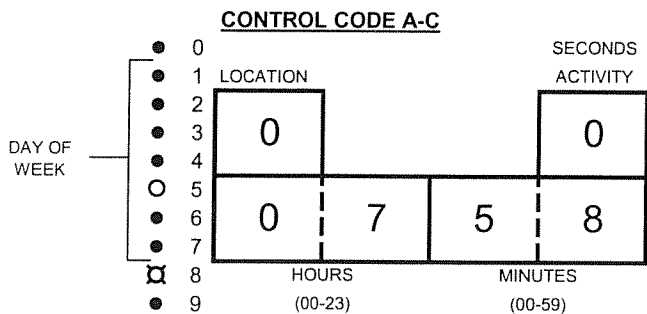 CONTROL CODE A-C
0
SECONDS
1
LOCATION
ACTIVITY
2
3
0
0
DAY OF
WEEK
4
5
6
0 7 5 8
7
8
HOURS
MINUTES
9
(00-23)
(00-59)